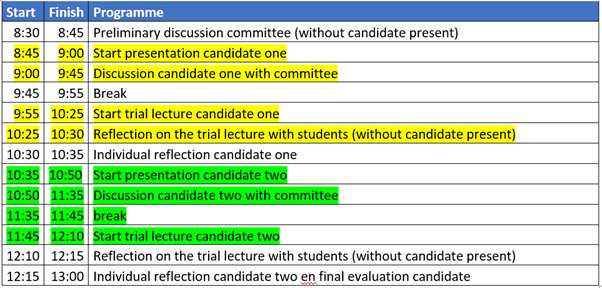 Start Finish Programme
8:30 8:45 Preliminary discussion committee (without candidate present)
8:45 9:00 Start presentation candidate one
9:00 9:45 Discussion candidate one with committee
9:45 9:55 Break
9:55 10:25 Start trial lecture candidate one
10:25 10:30 Reflection on the trial lecture with students (without candidate present)
10:30 10:35 Individual reflection candidate one
10:35 10:50 Start presentation candidate two
10:50 11:35 Discussion candidate two with committee
11:35 11:45 break
11:45 12:10 Start trial lecture candidate two
12:10 12:15 Reflection on the trial lecture with students (without candidate present)
12:15 13:00 Individual reflection candidate two en final evaluation candidate